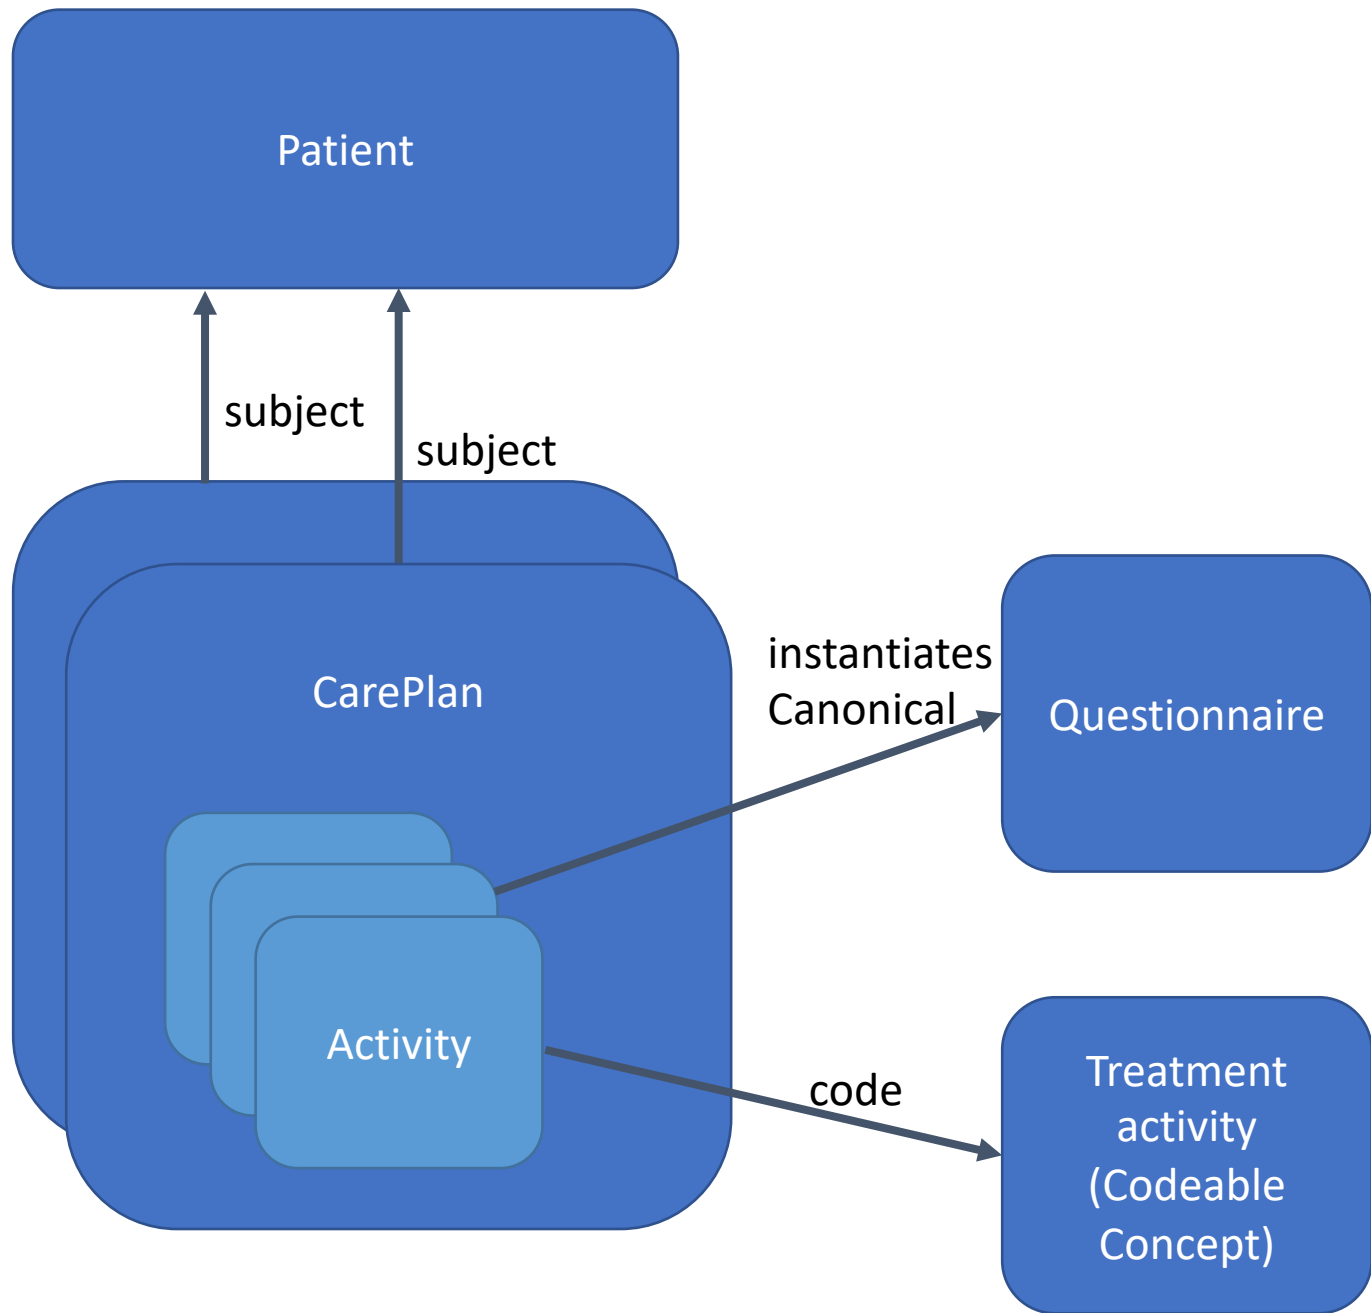 Patient
subject
subject
CarePlan
instantiates
Canonical
Questionnaire
Activity
code
Treatment
activity
(Codeable
Concept)